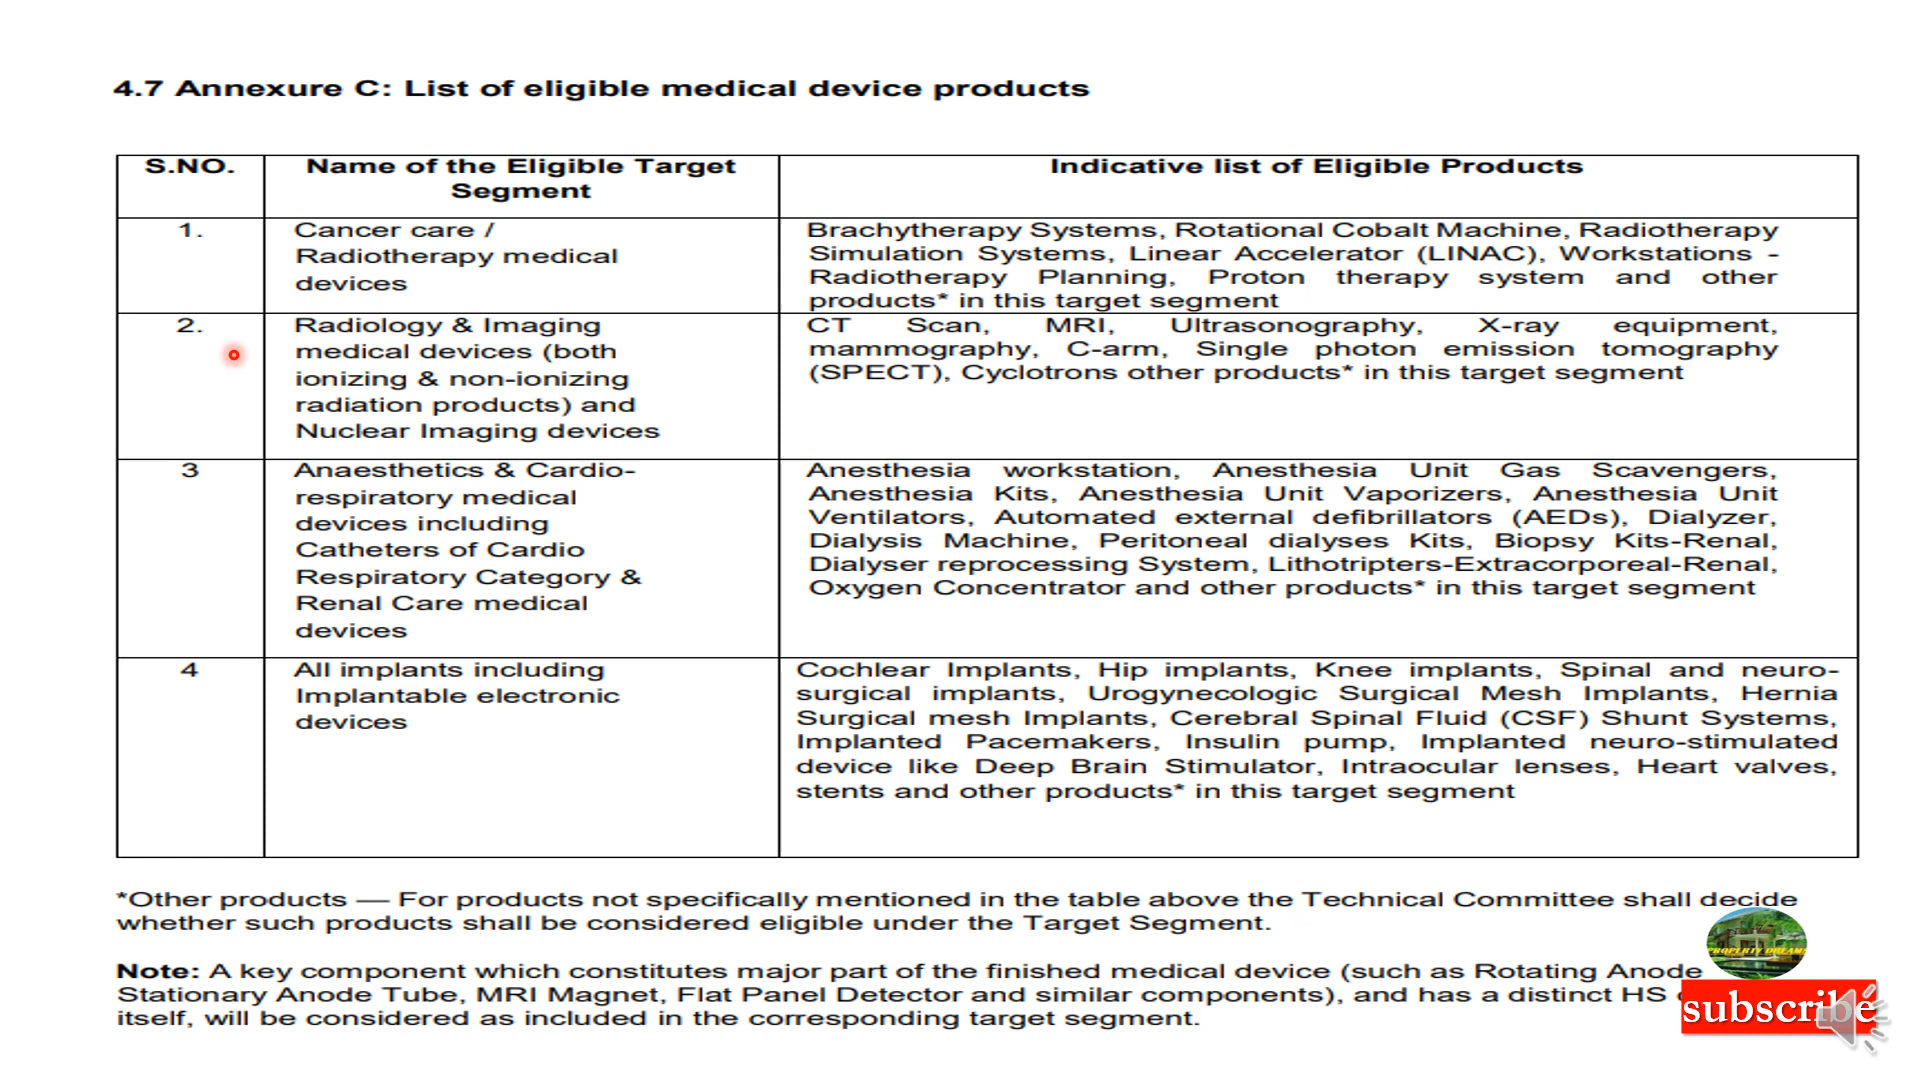 4.7 Annexure C: List of eligible medical device products
S.NO.
Name of the Eligible Target
Segment
Indicative list of Eligible Products
1.
Cancer care /
Radiotherapy medical
devices
Brachytherapy Systems, Rotational Cobalt Machine, Radiotherapy
Simulation Systems, Linear Accelerator (LINAC), Workstations -
Radiotherapy Planning, Proton therapy system and other
products* in this target segment
2.
Radiology & Imaging
medical devices (both
ionizing & non-ionizing
radiation products) and
Nuclear Imaging devices
CT Scan, MRI, Ultrasonography, X-ray equipment,
mammography, C-arm, Single photon emission tomography
(SPECT), Cyclotrons other products* in this target segment
3
Anaesthetics & Cardio-
respiratory medical
devices including
Catheters of Cardio
Respiratory Category &
Renal Care medical
devices
Anesthesia workstation, Anesthesia Unit Gas Scavengers,
Anesthesia Kits, Anesthesia Unit Vaporizers, Anesthesia Unit
Ventilators, Automated external defibrillators (AEDs), Dialyzer,
Dialysis Machine, Peritoneal dialyses Kits, Biopsy Kits-Renal,
Dialyser reprocessing System, Lithotripters-Extracorporeal-Renal,
Oxygen Concentrator and other products* in this target segment
4
All implants including
Implantable electronic
devices
Cochlear Implants, Hip implants, Knee implants, Spinal and neuro-
surgical implants, Urogynecologic Surgical Mesh Implants, Hernia
Surgical mesh Implants, Cerebral Spinal Fluid (CSF) Shunt Systems,
Implanted Pacemakers, Insulin pump, Implanted neuro-stimulated
device like Deep Brain Stimulator, Intraocular lenses, Heart valves,
stents and other products* in this target segment
*Other products — For products not specifically mentioned in the table above the Technical Committee shall decide
whether such products shall be considered eligible under the Target Segment.
Note: A key component which constitutes major part of the finished medical device (such as Rotating Anode
Stationary Anode Tube, MRI Magnet, Flat Panel Detector and similar components), and has a distinct HS
itself, will be considered as included in the corresponding target segment.
PROPERTY DREAMS
subscribe